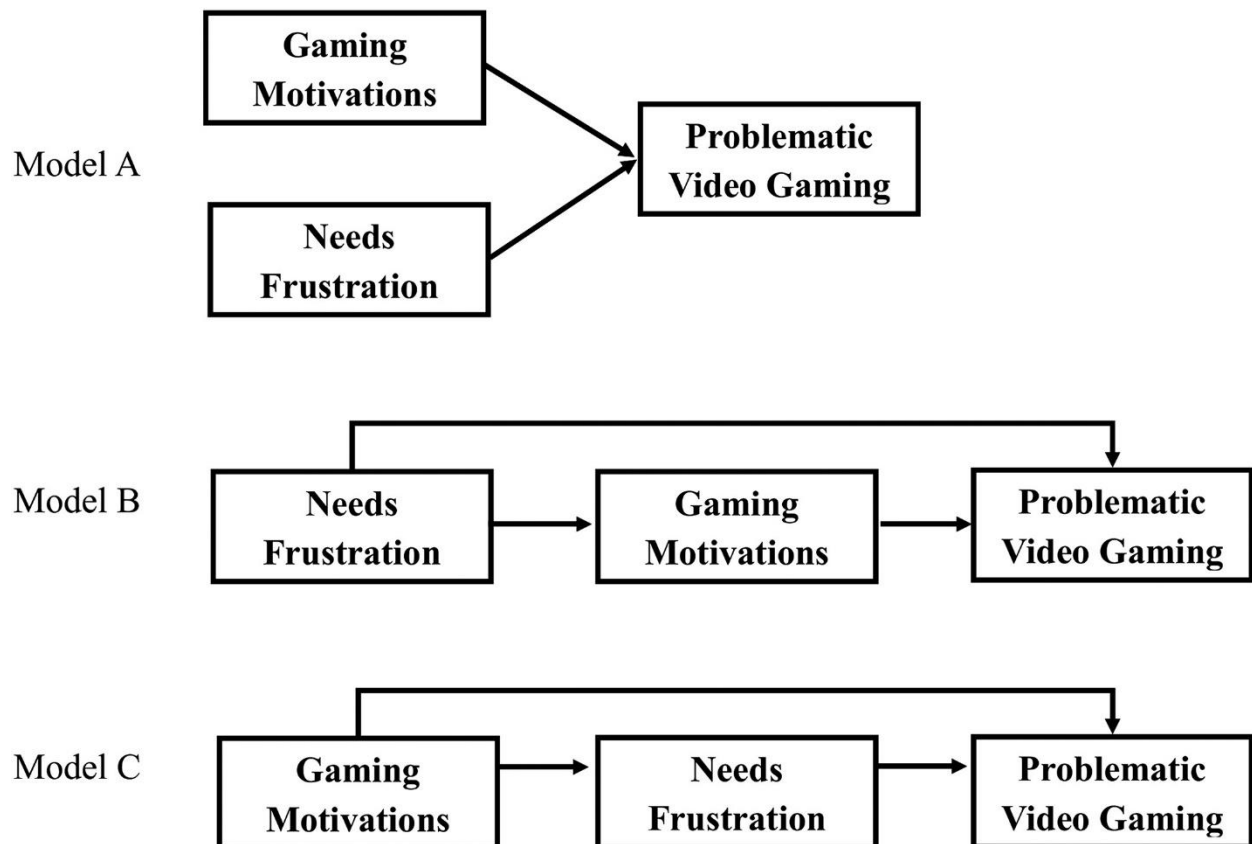 Gaming
Motivations
Model A
Problematic
Video Gaming
Needs
Frustration
Model B
Needs
Frustration
Gaming
Motivations
Problematic
Video Gaming
Model C
Gaming
Motivations
Needs
Frustration
Problematic
Video Gaming